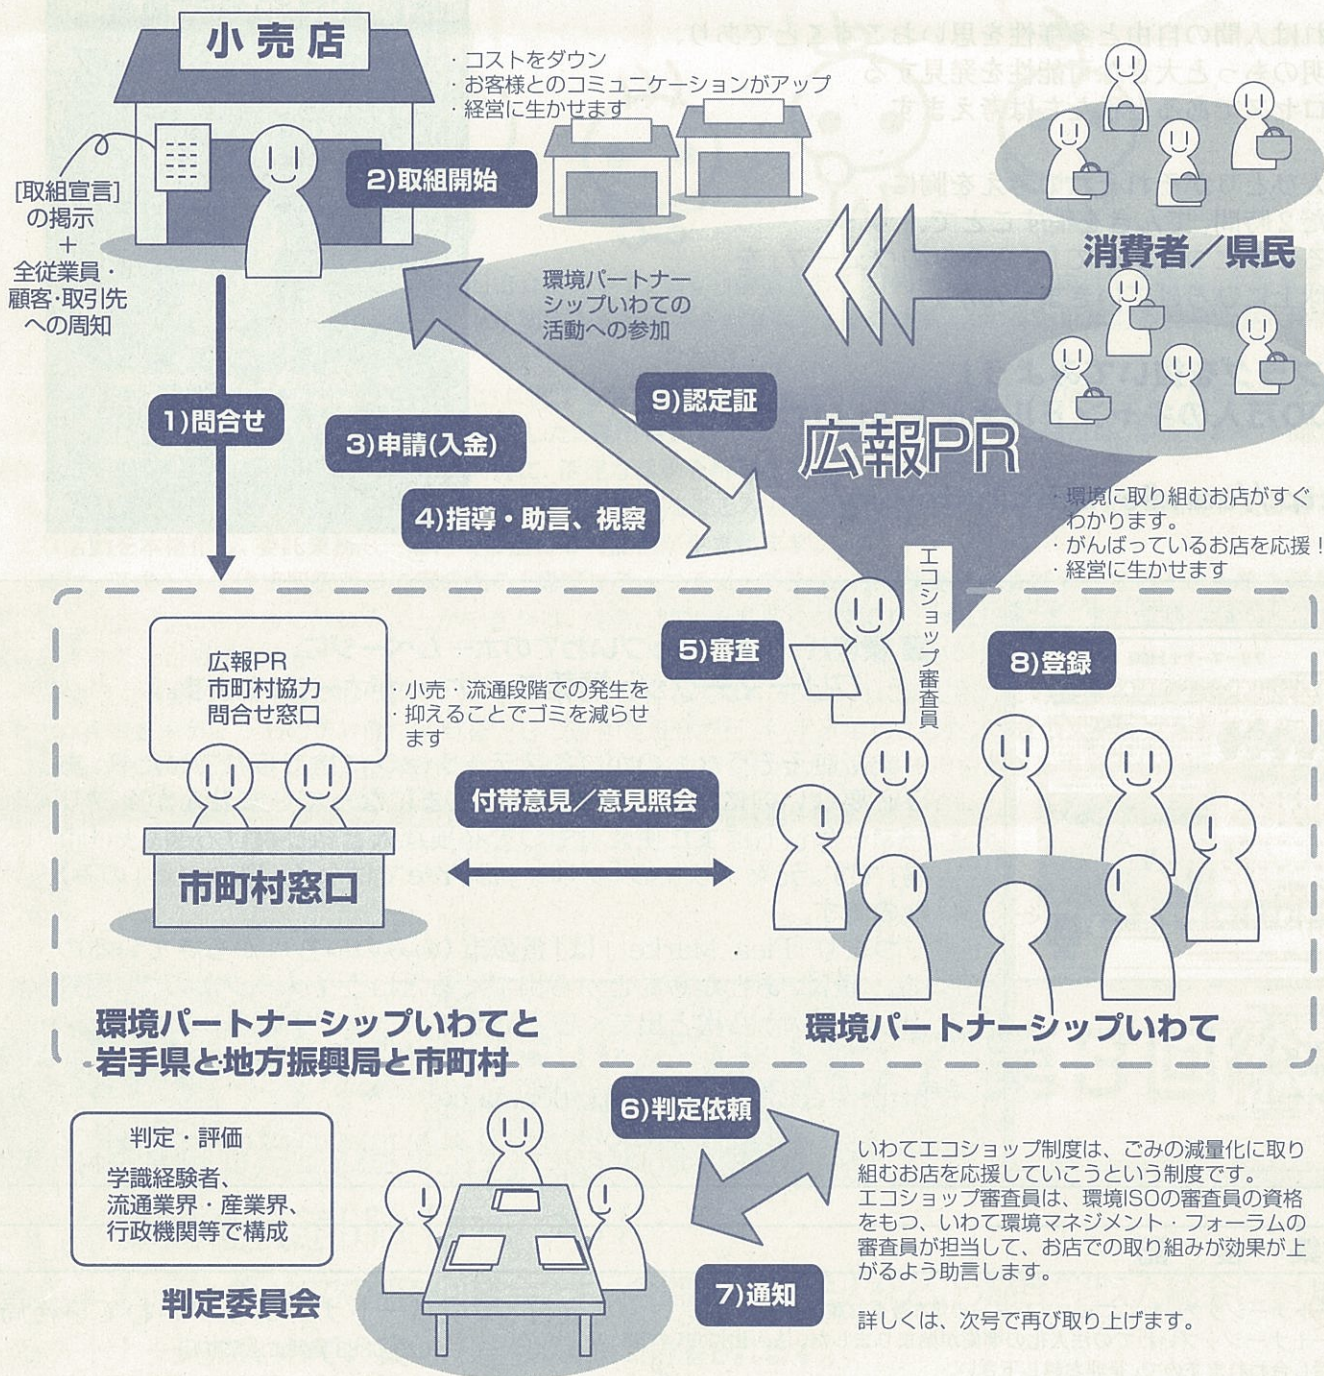 小売店
・コストをダウン
・お客様とのコミュニケーションがアップ
・経営に生かせます
2)取組開始
[取組宣言]
の掲示
+
全従業員・
顧客・取引先
への周知
消費者／県民
環境パートナー
シップいわての
活動への参加
1)問合せ
9)認定証
3)申請(入金)
広報PR
4)指導・助言、視察
・環境に取り組むお店がすぐ
わかります。
・がんばっているお店を応援！
・経営に生かせます
エコショップ審査員
5)審査
8)登録
広報PR
市町村協力
問合せ窓口
・小売・流通段階での発生を
・抑えることでゴミを減らせ
ます
付帯意見／意見照会
市町村窓口
環境パートナーシップいわてと
岩手県と地方振興局と市町村
環境パートナーシップいわて
6)判定依頼
判定・評価
学識経験者、
流通業界・産業界、
行政機関等で構成
判定委員会
7)通知
いわてエコショップ制度は、ごみの減量化に取り
組むお店を応援していこうという制度です。
エコショップ審査員は、環境ISOの審査員の資格
をもつ、いわて環境マネジメント・フォーラムの
審査員が担当して、お店での取り組みが効果が上
がるよう助言します。
詳しくは、次号で再び取り上げます。